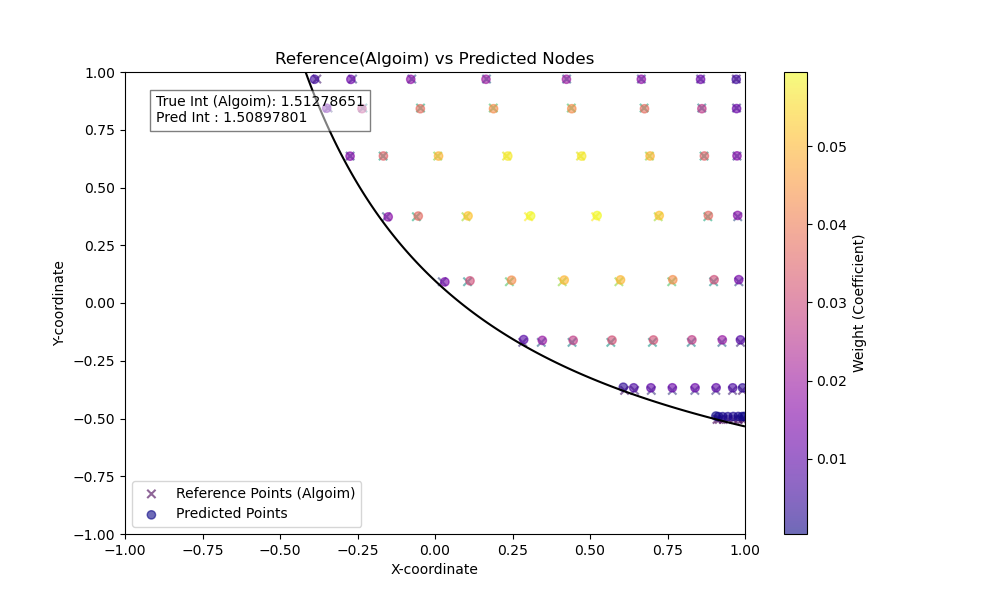 Reference(Algoim) vs Predicted Nodes
True Int (Algoim): 1.51278651
Pred Int : 1.50897801
1.00
0.75
0.50
0.25
0.00
−0.25
−0.50
−0.75
−1.00
Y-coordinate
Reference Points (Algoim)
Predicted Points
−1.00 −0.75 −0.50 −0.25 0.00 0.25 0.50 0.75 1.00
X-coordinate
0.05
0.04
0.03
0.02
0.01
Weight (Coefficient)